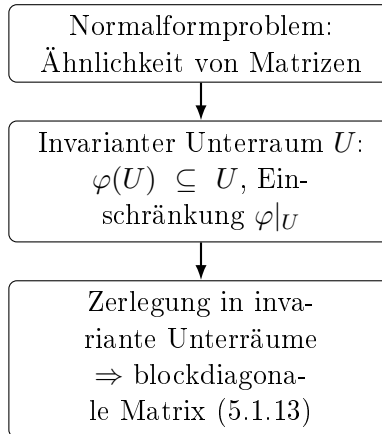 Normalformproblem:
Ähnlichkeit von Matrizen
Invarianter Unterraum U:
φ(U) ⊆ U, Ein-
schränkung φ|U
Zerlegung in inva-
riante Unterräume
⇒ blockdiagona-
le Matrix (5.1.13)